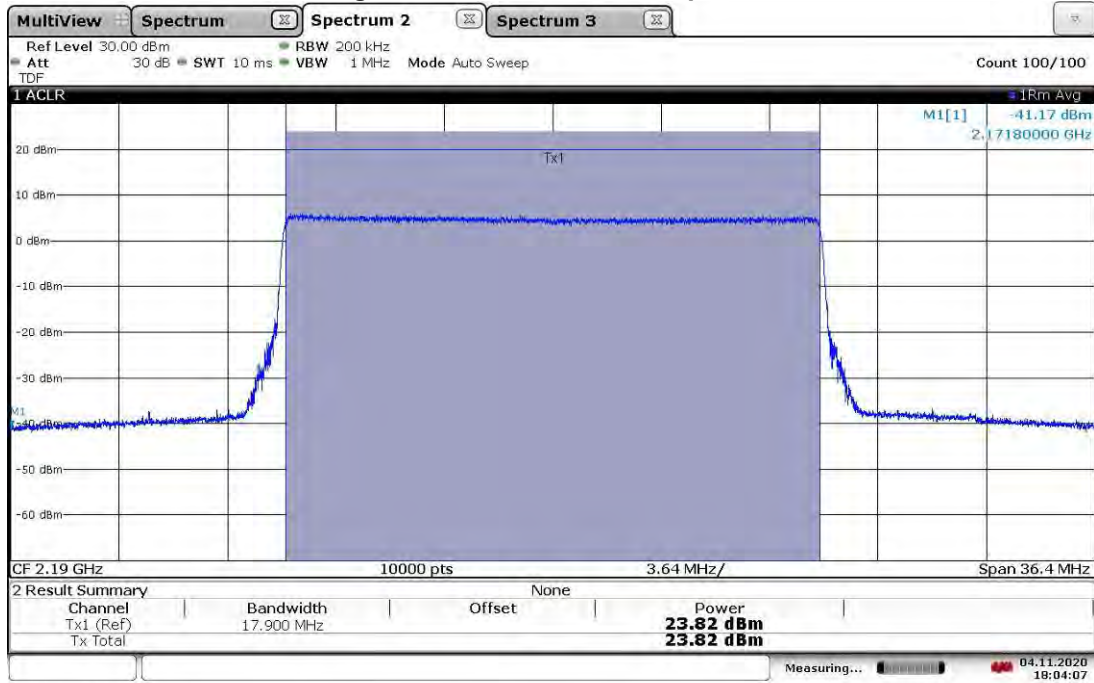 MultiView Spectrum Spectrum 2 Spectrum 3
Ref Level 30.00 dBm RBW 200 kHz
Att 30 dB SWT 10 ms VBW 1 MHz Mode Auto Sweep Count 100/100
TDF
1 ACLR 1Rm Avg
M1[1] -41.17 dBm
2.17180000 GHz
20 dBm
Tx1
10 dBm
0 dBm
-10 dBm
-20 dBm
-30 dBm
M1
-40 dBm
-50 dBm
-60 dBm
CF 2.19 GHz 10000 pts 3.64 MHz/ Span 36.4 MHz
2 Result Summary None
Channel Bandwidth Offset Power
Tx1 (Ref) 17.900 MHz 23.82 dBm
Tx Total 23.82 dBm
Measuring... 04.11.2020
18:04:07